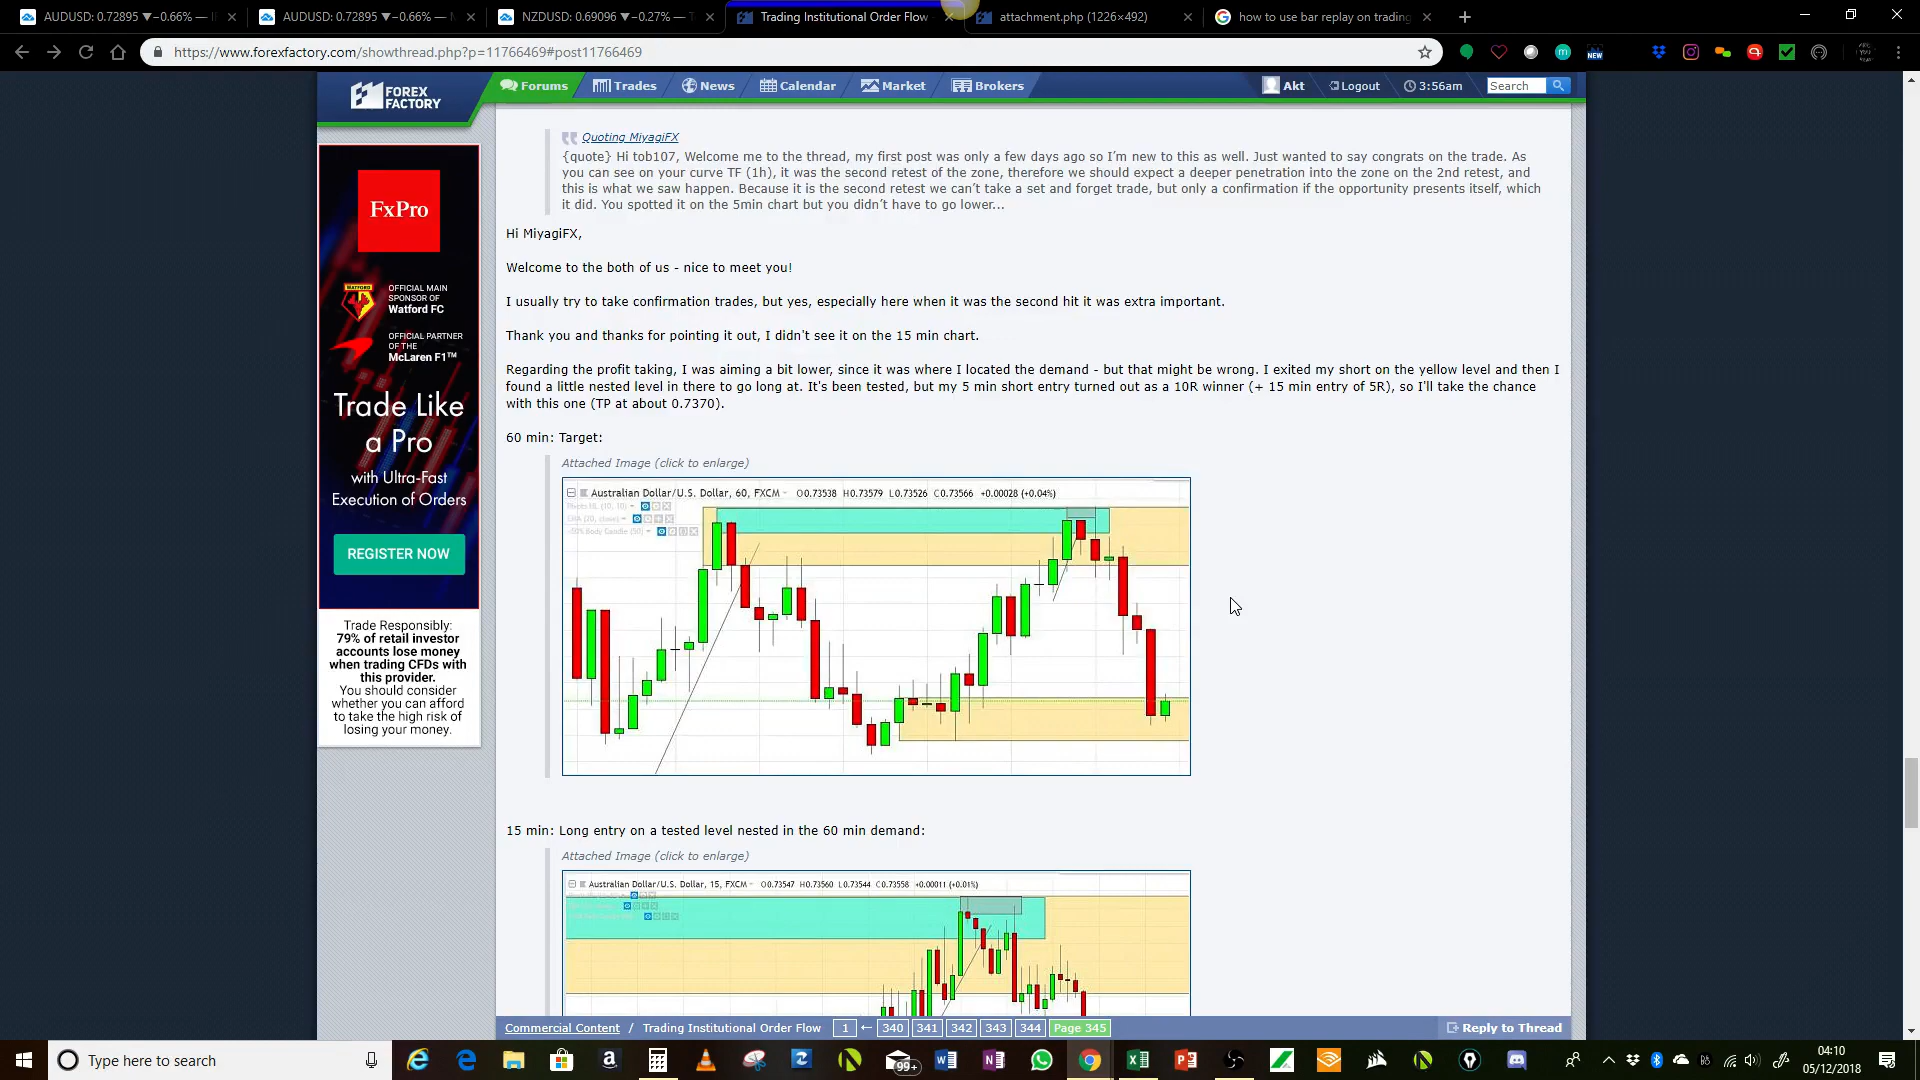 AUDUSD: 0.72895 ▼−0.66% —
AUDUSD: 0.72895 ▼−0.66% —
NZDUSD: 0.69096 ▼−0.27% —
Trading Institutional Order Flow
attachment.php (1226×492)
how to use bar replay on trading
https://www.forexfactory.com/showthread.php?p=11766469#post11766469
NEW
FOREX
FACTORY
Forums
Trades
News
Calendar
Market
Brokers
Akt
Logout
3:56am
Search
Quoting MiyagiFX
{quote} Hi tob107, Welcome me to the thread, my first post was only a few days ago so I’m new to this as well. Just wanted to say congrats on the trade. As
you can see on your curve TF (1h), it was the second retest of the zone, therefore we should expect a deeper penetration into the zone on the 2nd retest, and
this is what we saw happen. Because it is the second retest we can’t take a set and forget trade, but only a confirmation if the opportunity presents itself, which
it did. You spotted it on the 5min chart but you didn’t have to go lower...
Hi MiyagiFX,
Welcome to the both of us - nice to meet you!
I usually try to take confirmation trades, but yes, especially here when it was the second hit it was extra important.
Thank you and thanks for pointing it out, I didn't see it on the 15 min chart.
Regarding the profit taking, I was aiming a bit lower, since it was where I located the demand - but that might be wrong. I exited my short on the yellow level and then I
found a little nested level in there to go long at. It's been tested, but my 5 min short entry turned out as a 10R winner (+ 15 min entry of 5R), so I'll take the chance
with this one (TP at about 0.7370).
60 min: Target:
Attached Image (click to enlarge)
Australian Dollar/U.S. Dollar, 60, FXCM
O0.73538 H0.73579 L0.73526 C0.73566 +0.00028 (+0.04%)
15 min: Long entry on a tested level nested in the 60 min demand:
Attached Image (click to enlarge)
Australian Dollar/U.S. Dollar, 15, FXCM
O0.73547 H0.73560 L0.73544 C0.73558 +0.00011 (+0.01%)
FxPro
OFFICIAL MAIN
SPONSOR OF
Watford FC
OFFICIAL PARTNER
OF THE
McLaren F1™
Trade Like
a Pro
with Ultra-Fast
Execution of Orders
REGISTER NOW
Trade Responsibly:
79% of retail investor
accounts lose money
when trading CFDs with
this provider.
You should consider
whether you can afford
to take the high risk of
losing your money.
Commercial Content / Trading Institutional Order Flow 1 ← 340 341 342 343 344 Page 345
Reply to Thread
Type here to search
99+
04:10
05/12/2018